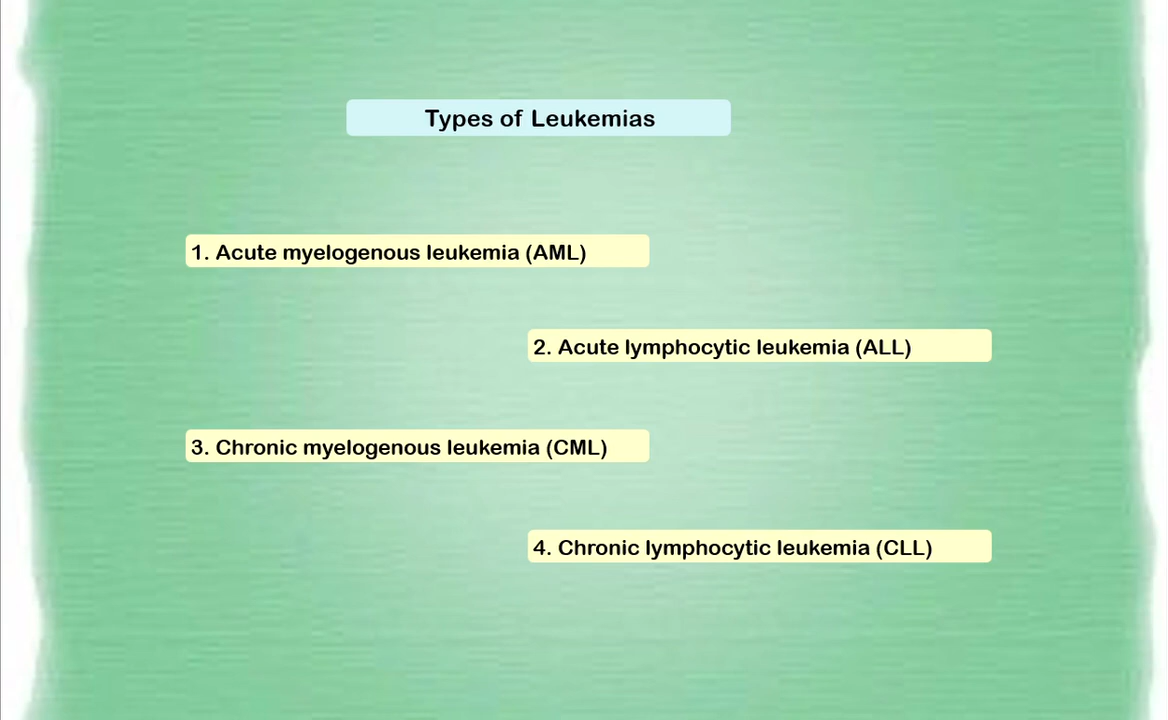 Types of Leukemias
1. Acute myelogenous leukemia (AML)
2. Acute lymphocytic leukemia (ALL)
3. Chronic myelogenous leukemia (CML)
4. Chronic lymphocytic leukemia (CLL)